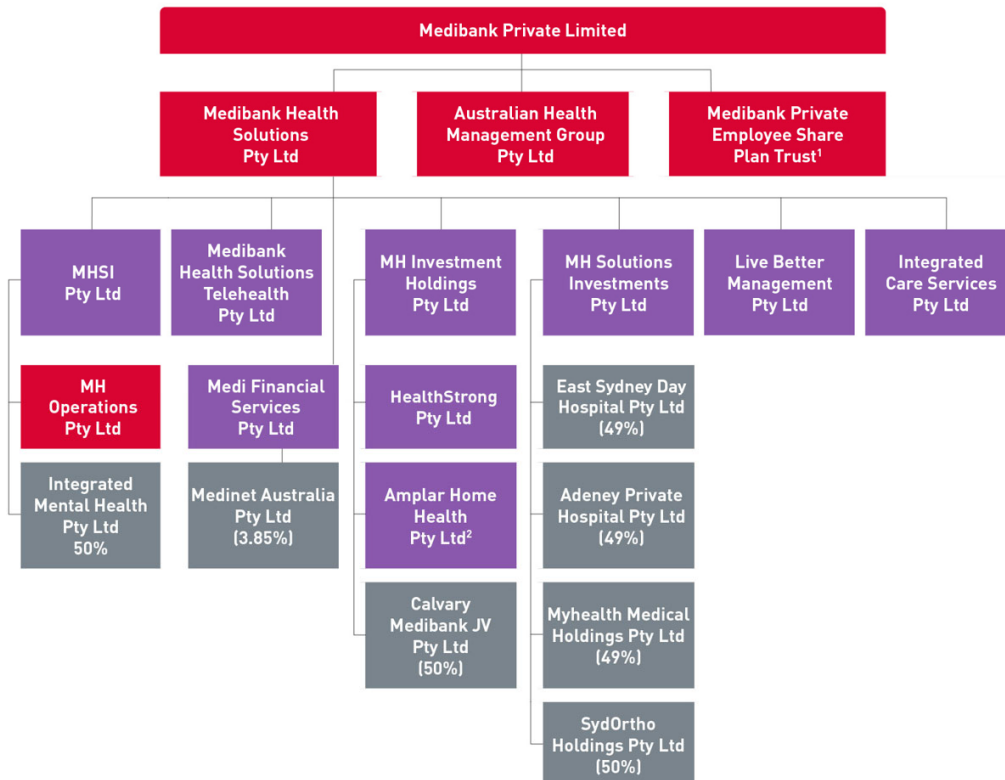 Medibank Private Limited
Medibank Health
Solutions
Pty Ltd
Australian Health
Management Group
Pty Ltd
Medibank Private
Employee Share
Plan Trust¹
MHSI
Pty Ltd
Medibank
Health Solutions
Telehealth
Pty Ltd
MH Investment
Holdings
Pty Ltd
MH Solutions
Investments
Pty Ltd
Live Better
Management
Pty Ltd
Integrated
Care Services
Pty Ltd
MH
Operations
Pty Ltd
Medi Financial
Services
Pty Ltd
HealthStrong
Pty Ltd
East Sydney Day
Hospital Pty Ltd
(49%)
Integrated
Mental Health
Pty Ltd
50%
Medinet Australia
Pty Ltd
(3.85%)
Amplar Home
Health
Pty Ltd²
Adeney Private
Hospital Pty Ltd
(49%)
Calvary
Medibank JV
Pty Ltd
(50%)
Myhealth Medical
Holdings Pty Ltd
(49%)
SydOrtho
Holdings Pty Ltd
(50%)